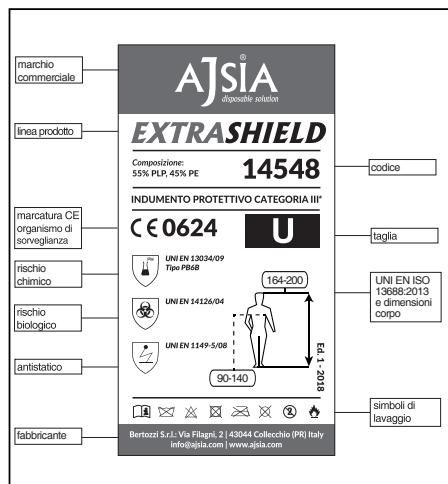 marchio
commerciale
AJSIA®
disposable solution
linea prodotto
EXTRASHIELD
Composizione:
55% PLP, 45% PE
14548
codice
INDUMENTO PROTETTIVO CATEGORIA III*
marcatura CE
organismo di
sorveglianza
CE 0624
U
taglia
rischio
chimico
UNI EN 13034/09
Tipo PB6B
164-200
UNI EN ISO
13688:2013
e dimensioni
corpo
rischio
biologico
UNI EN 14126/04
antistatico
UNI EN 1149-5/08
90-140
Ed. 1 - 2018
simboli di
lavaggio
fabbricante
Bertozzi S.r.l.: Via Filagni, 2 | 43044 Collecchio (PR) Italy
info@ajsia.com | www.ajsia.com